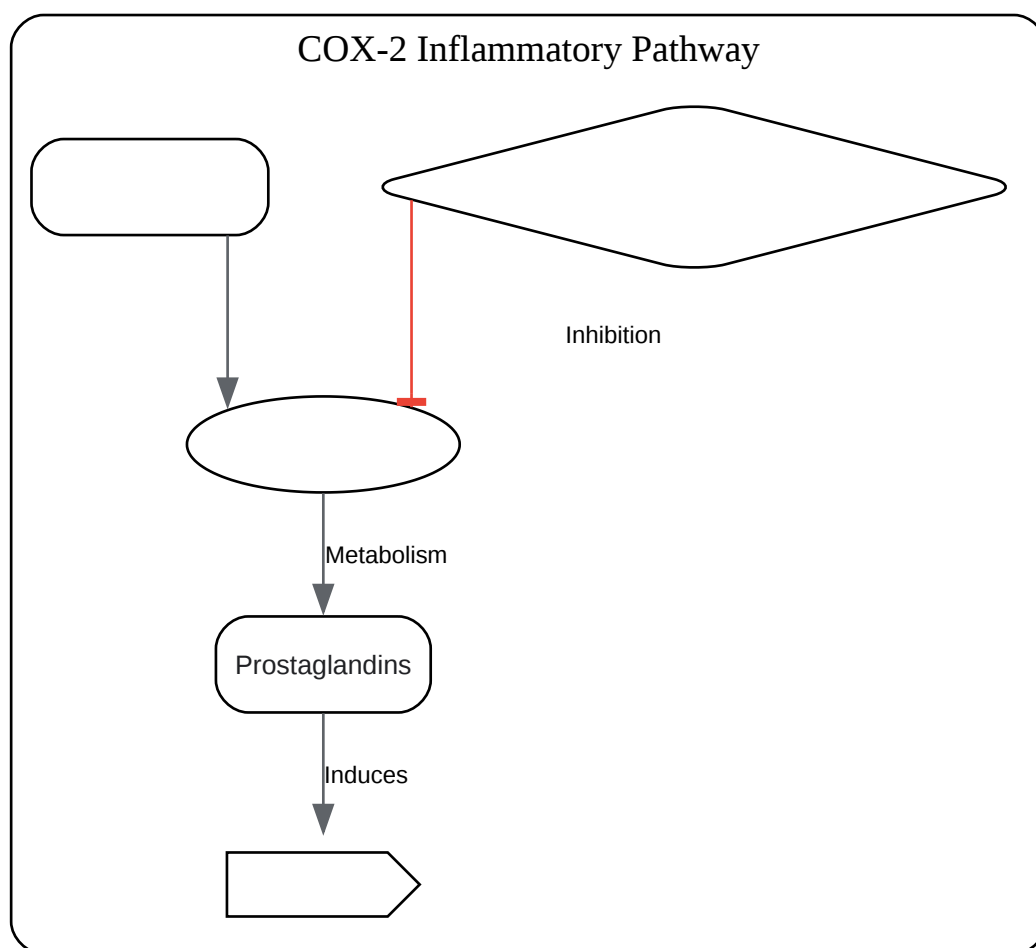 COX-2 Inflammatory Pathway
Inhibition
Metabolism
Prostaglandins
Induces